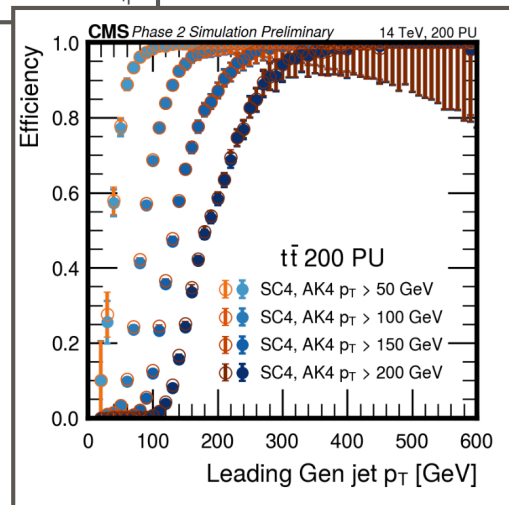 T
CMS Phase 2 Simulation Preliminary 14 TeV, 200 PU
Efficiency
1.0
0.8
0.6
0.4
0.2
0.0
tt̄ 200 PU
SC4, AK4 pT > 50 GeV
SC4, AK4 pT > 100 GeV
SC4, AK4 pT > 150 GeV
SC4, AK4 pT > 200 GeV
0 100 200 300 400 500 600
Leading Gen jet pT [GeV]